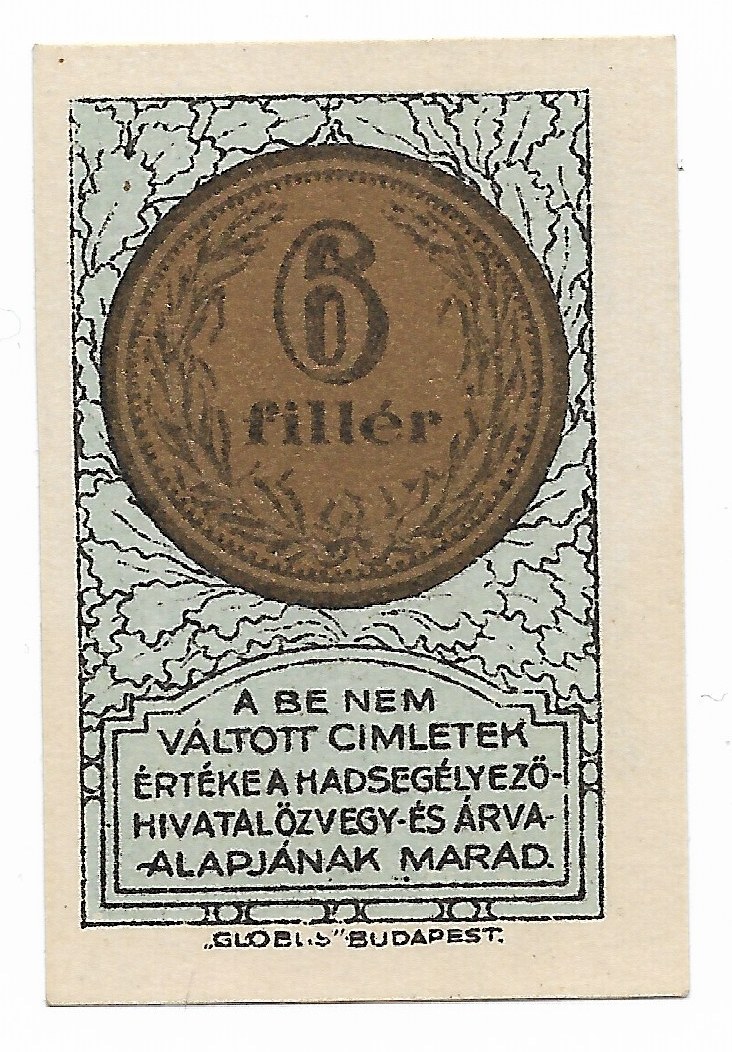 6
fillér
A BE NEM
VÁLTOTT CIMLETEK
ÉRTÉKE A HADSEGÉLYEZŐ-
HIVATAL ÖZVEGY-ÉS ÁRVA-
-ALAPJÁNAK MARAD.
„GLOBUS” BUDAPEST.